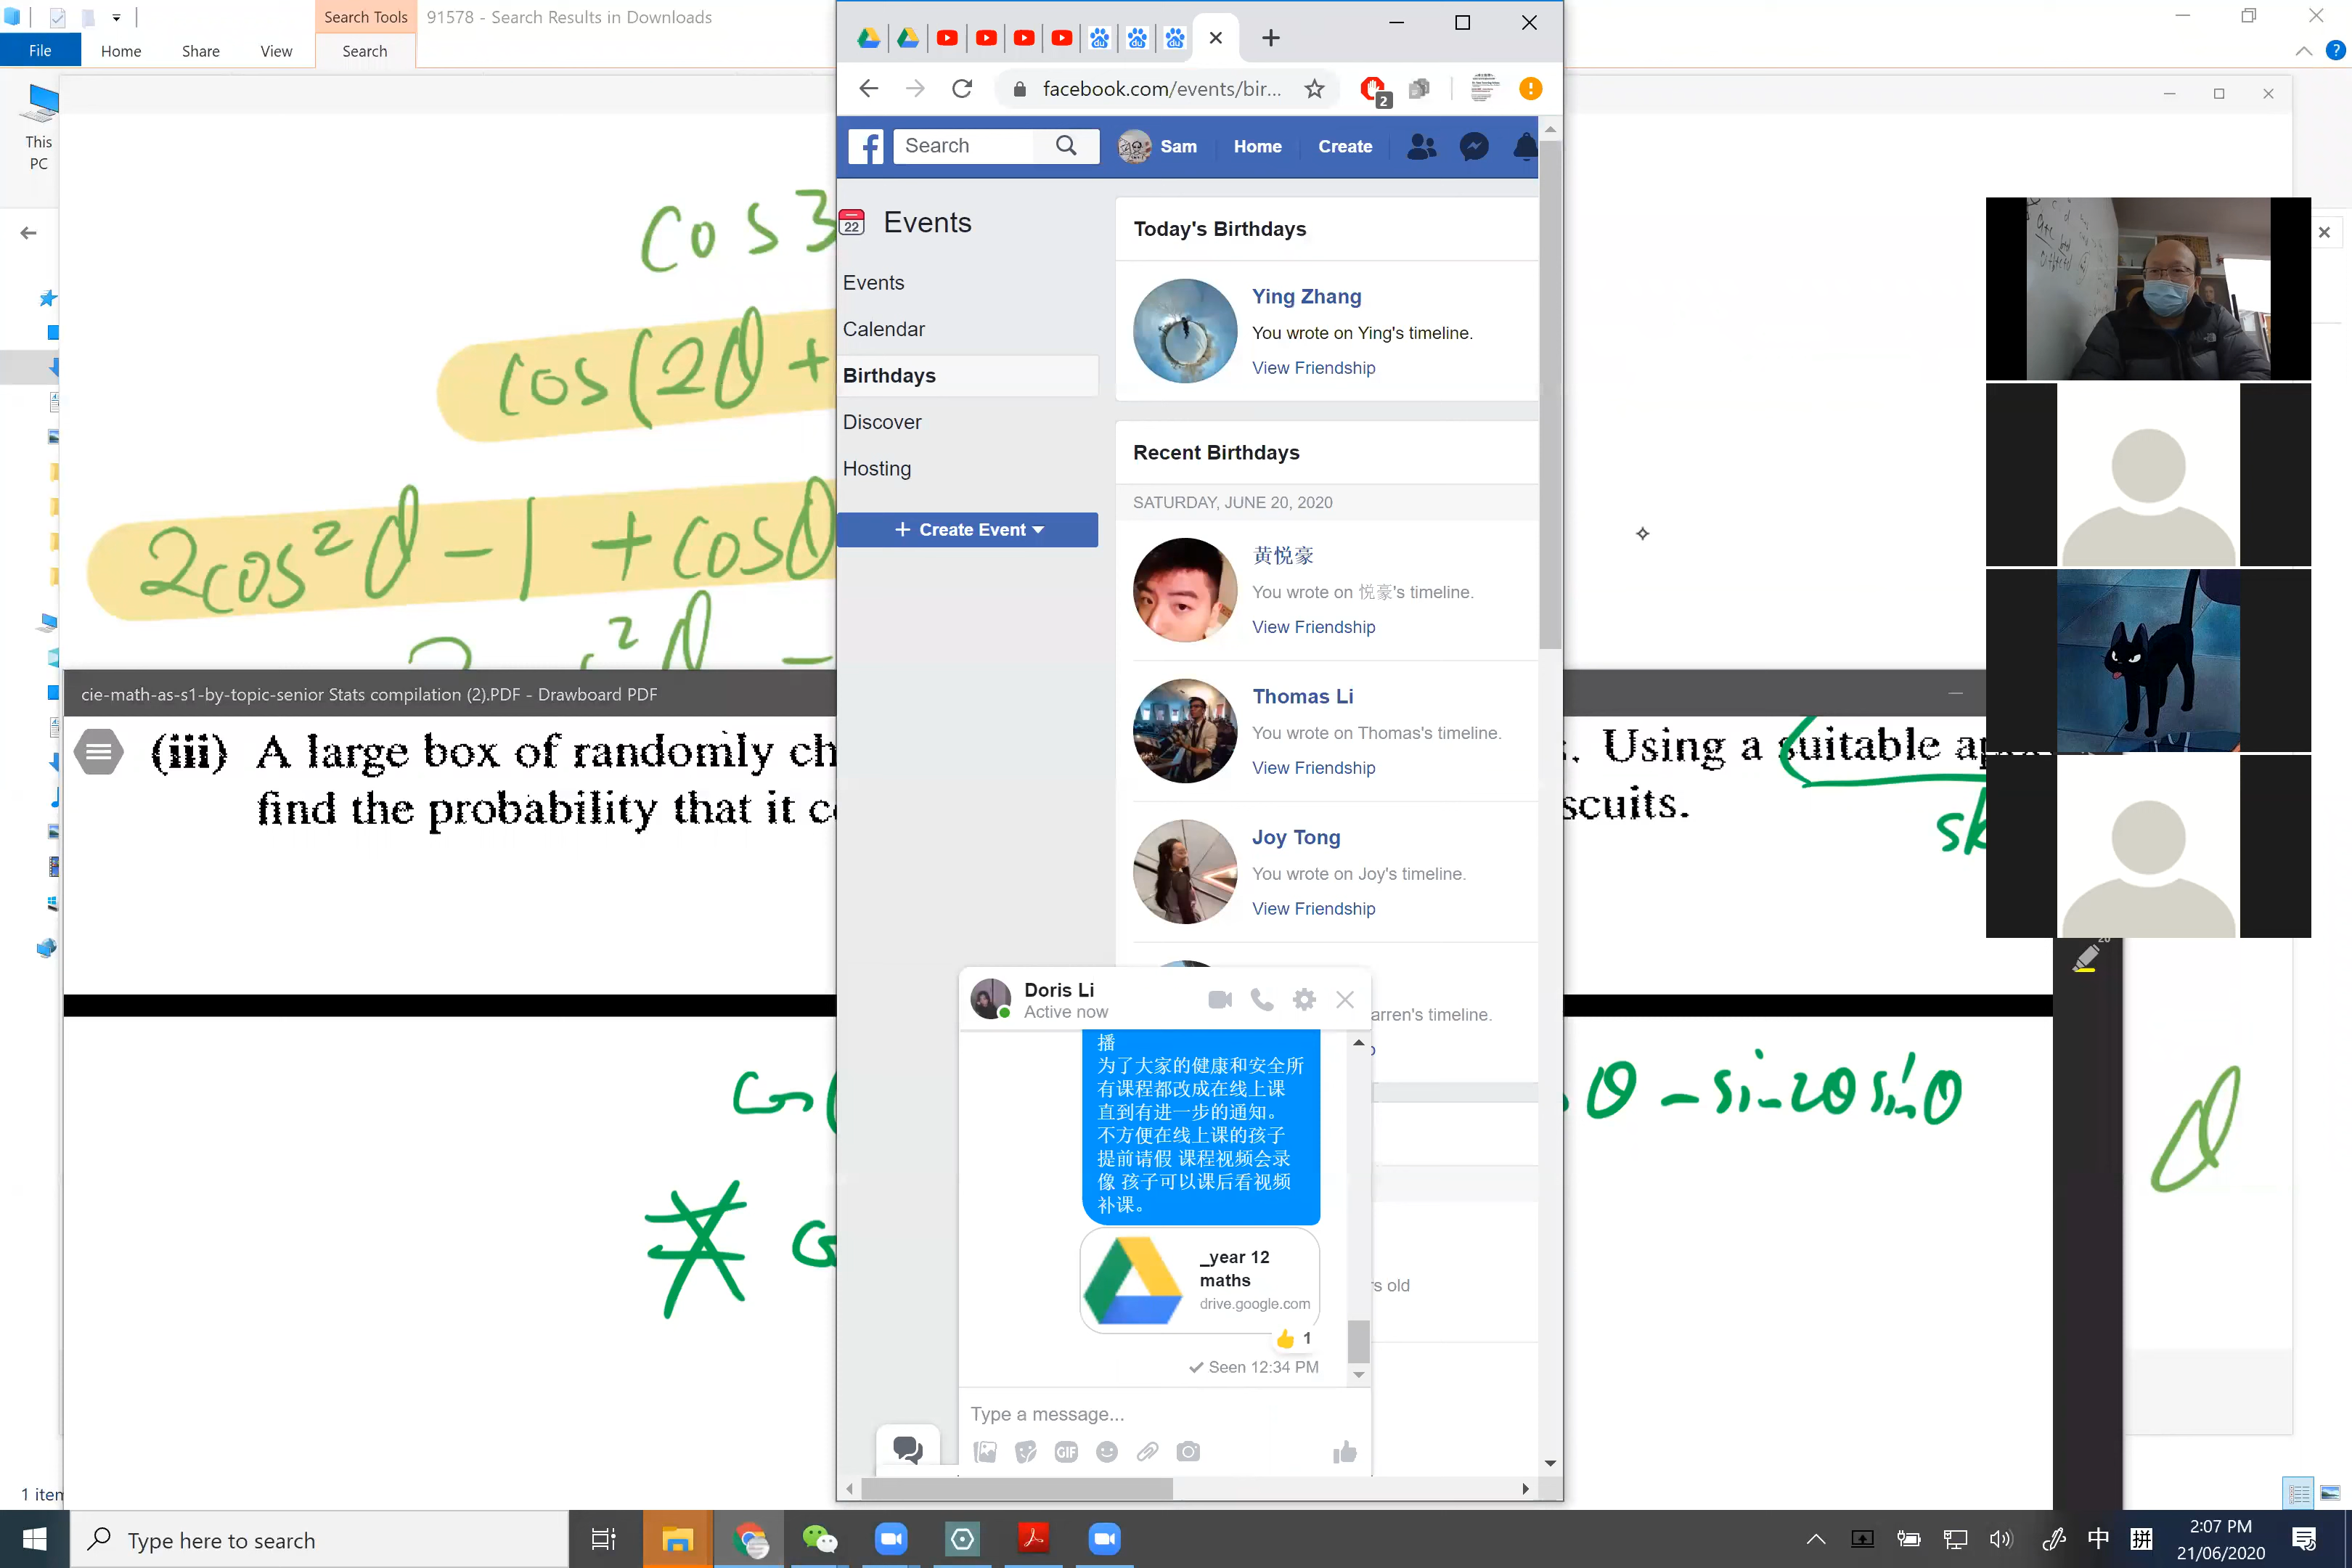 Search Tools
91578 - Search Results in Downloads
File
Home
Share
View
Search
This
PC
facebook.com/events/bir...
2
Search
Sam
Home
Create
22
Events
Events
Calendar
Birthdays
Discover
Hosting
+ Create Event
Today's Birthdays
Ying Zhang
You wrote on Ying's timeline.
View Friendship
Recent Birthdays
SATURDAY, JUNE 20, 2020
黄悦豪
You wrote on 悦豪's timeline.
View Friendship
Thomas Li
You wrote on Thomas's timeline.
View Friendship
Joy Tong
You wrote on Joy's timeline.
View Friendship
arren's timeline.
rs old
Doris Li
Active now
播
为了大家的健康和安全所
有课程都改成在线上课
直到有进一步的通知。
不方便在线上课的孩子
提前请假 课程视频会录
像 孩子可以课后看视频
补课。
_year 12
maths
drive.google.com
1
Seen 12:34 PM
Type a message...
GIF
cos3
cos(2θ +
2cos²θ - 1 + cosθ
cie-math-as-s1-by-topic-senior Stats compilation (2).PDF - Drawboard PDF
(iii) A large box of randomly ch
s. Using a suitable ap
find the probability that it c
scuits.
cos(
θ - sin2θ sinθ
1 item
Type here to search
中
拼
2:07 PM
21/06/2020